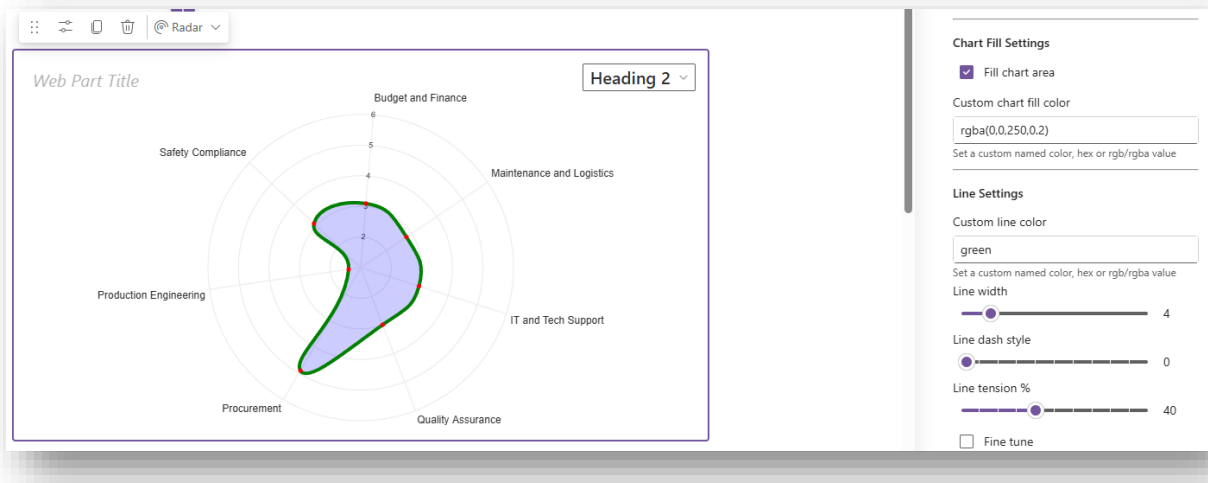 Radar
Web Part Title
Heading 2
Budget and Finance
6
Safety Compliance
5
4
Maintenance and Logistics
3
2
Production Engineering
IT and Tech Support
Procurement
Quality Assurance
Chart Fill Settings
Fill chart area
Custom chart fill color
rgba(0,0,250,0.2)
Set a custom named color, hex or rgb/rgba value
Line Settings
Custom line color
green
Set a custom named color, hex or rgb/rgba value
Line width
4
Line dash style
0
Line tension %
40
Fine tune